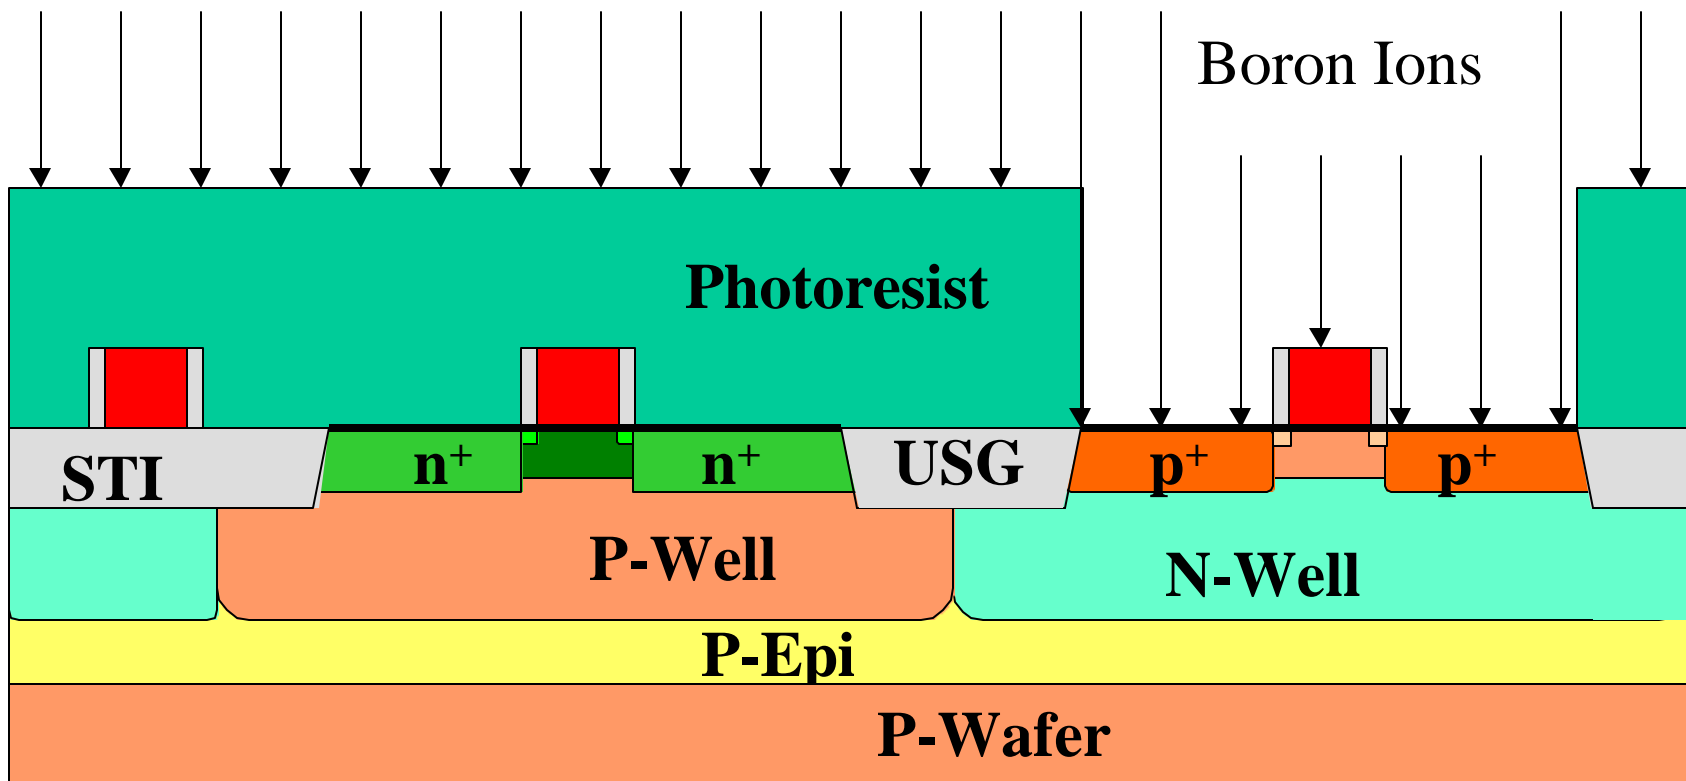 Boron Ions
Photoresist
STI
n+
n+
USG
p+
p+
P-Well
N-Well
P-Epi
P-Wafer